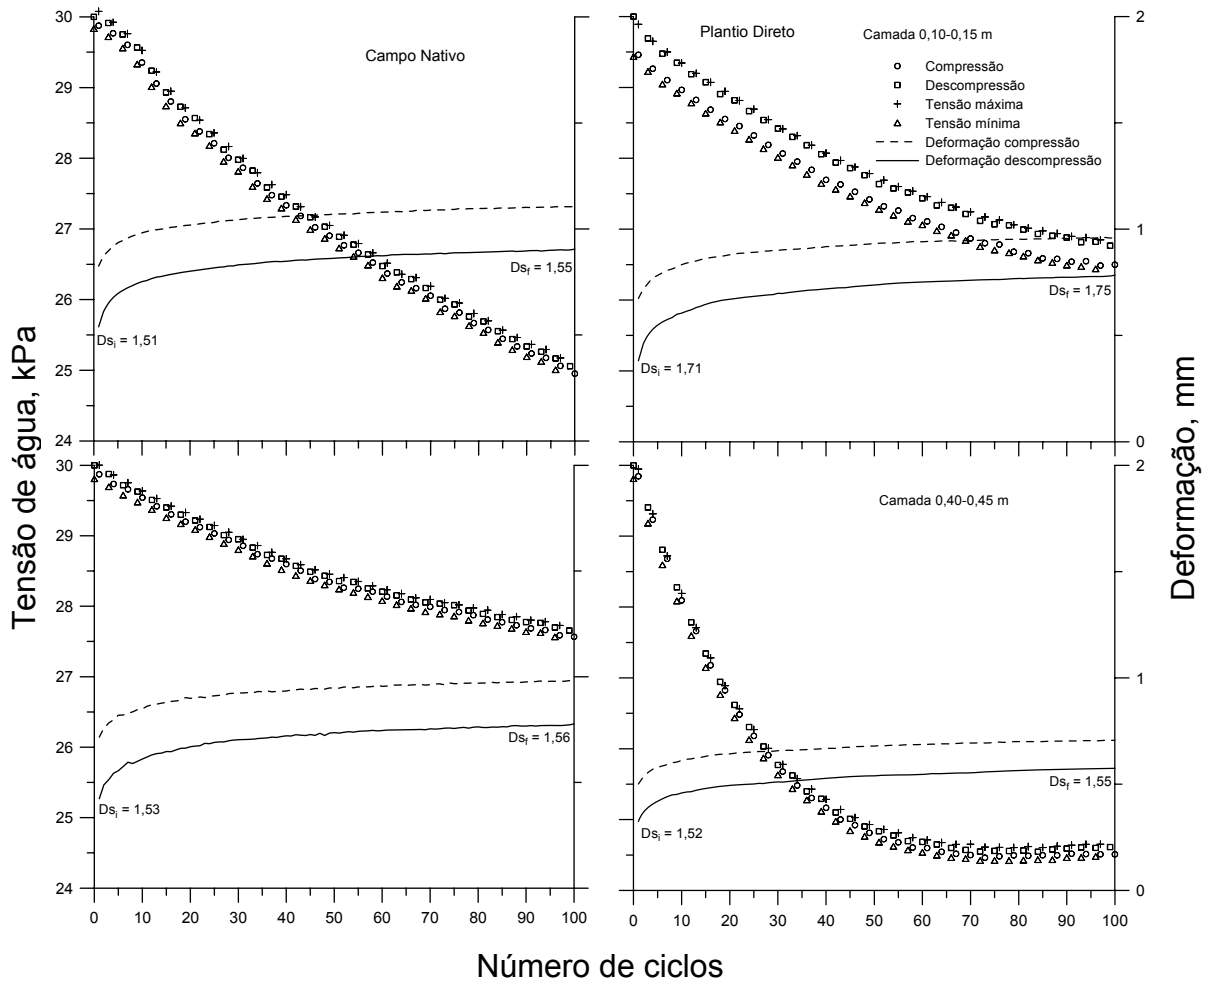 Campo Nativo
Plantio Direto
Camada 0,10-0,15 m
Compressão
Descompressão
Tensão máxima
Tensão mínima
Deformação compressão
Deformação descompressão
30
29
28
27
26
25
24
2
1
0
Ds_f = 1,55
Ds_i = 1,51
Ds_f = 1,75
Ds_i = 1,71
Tensão de água, kPa
Deformação, mm
Camada 0,40-0,45 m
30
29
28
27
26
25
24
2
1
0
Ds_f = 1,56
Ds_i = 1,53
Ds_f = 1,55
Ds_i = 1,52
0 10 20 30 40 50 60 70 80 90 100
0 10 20 30 40 50 60 70 80 90 100
Número de ciclos